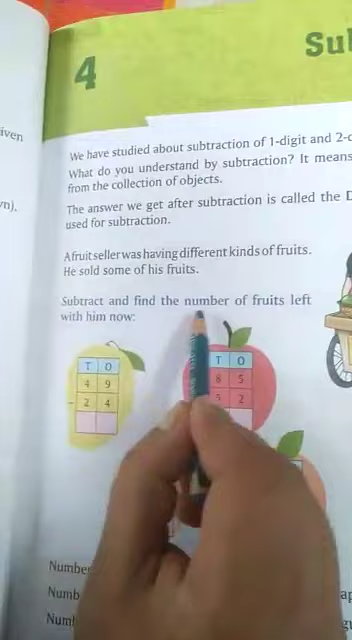 iven
n),
4
Sub
We have studied about subtraction of 1-digit and 2-d
What do you understand by subtraction? It means
from the collection of objects.
The answer we get after subtraction is called the D
used for subtraction.
A fruit seller was having different kinds of fruits.
He sold some of his fruits.
Subtract and find the number of fruits left
with him now:
T O
4 9
- 2 4
T O
8 5
5 2
Number
Numb
Num